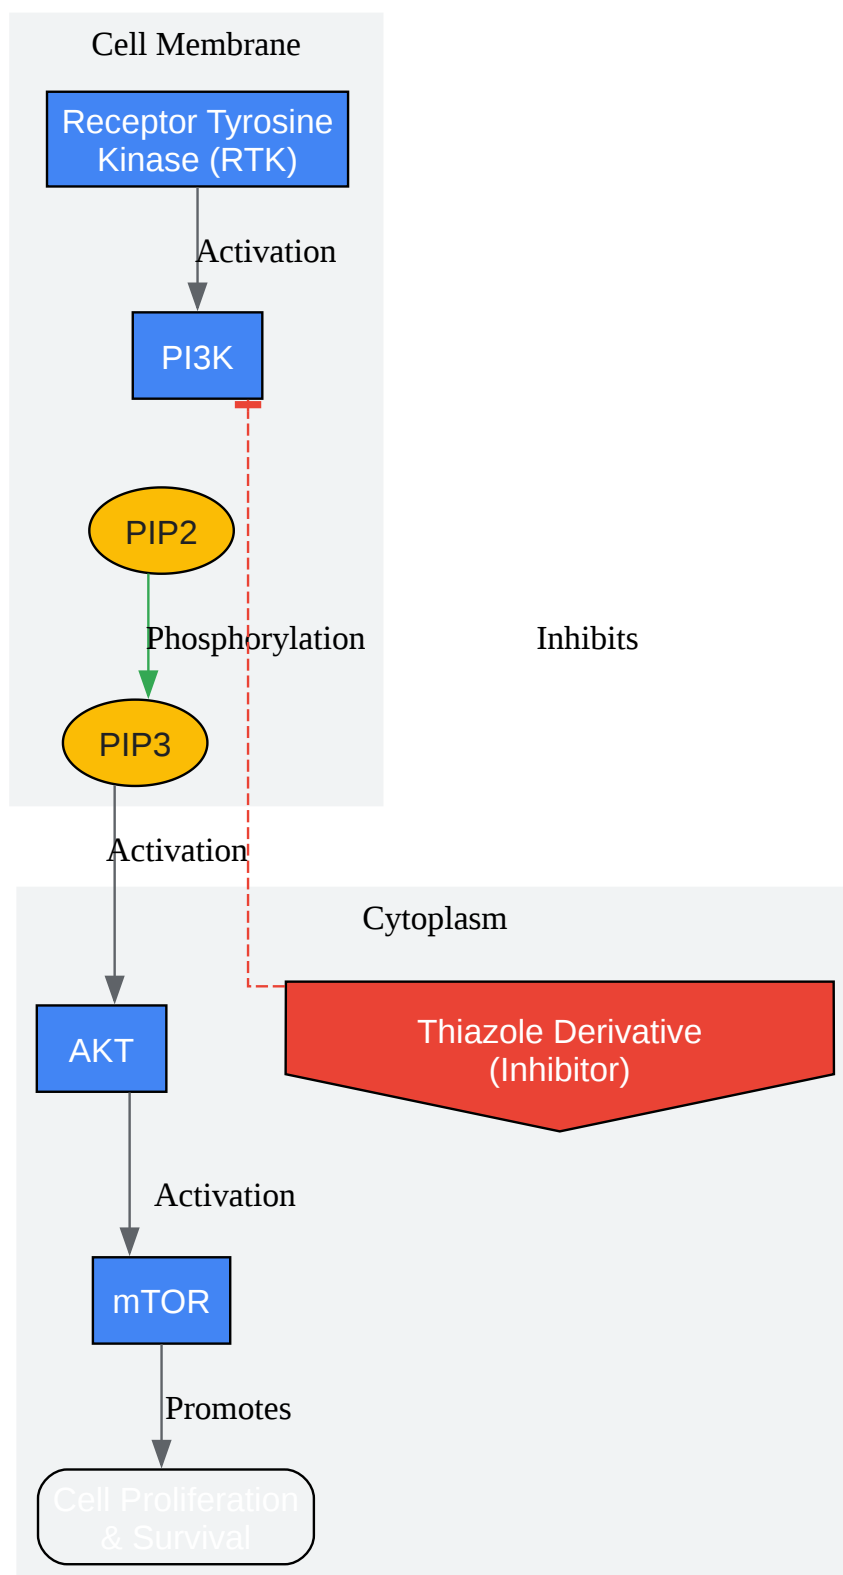 Cell Membrane
Receptor Tyrosine
Kinase (RTK)
Activation
PI3K
PIP2
Phosphorylation
Inhibits
PIP3
Activation
Cytoplasm
AKT
Thiazole Derivative
(Inhibitor)
Activation
mTOR
Promotes
Cell Proliferation
& Survival